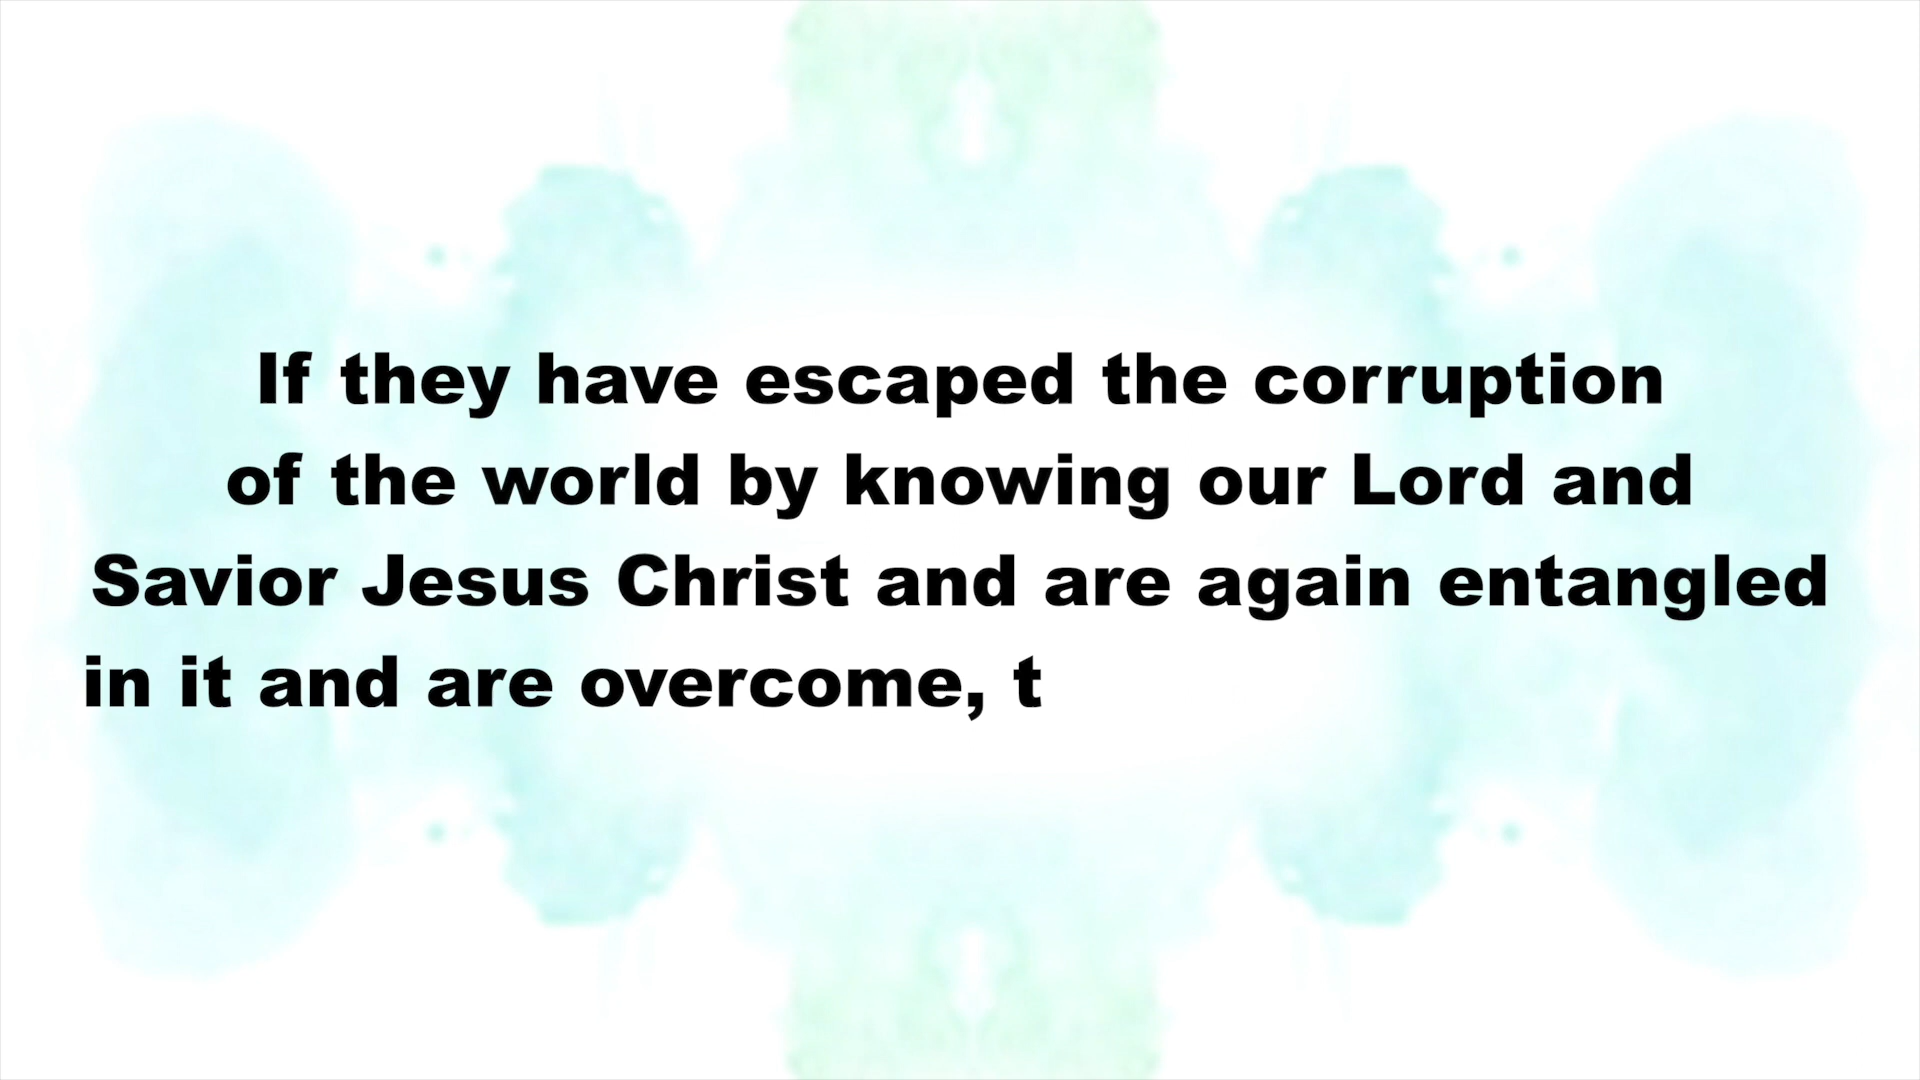 If they have escaped the corruption
of the world by knowing our Lord and
Savior Jesus Christ and are again entangled
in it and are overcome, t